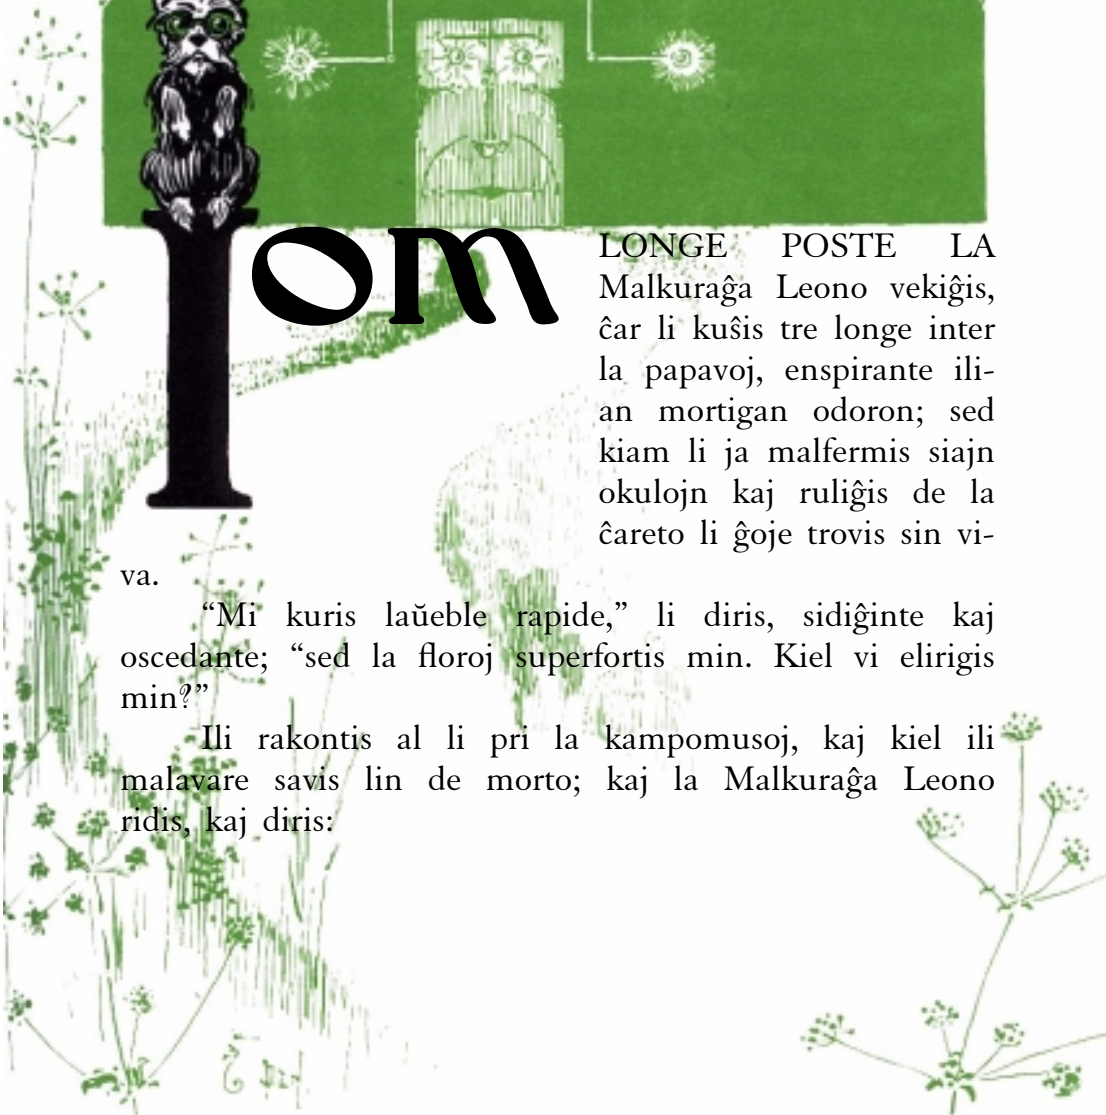 Iom LONGE POSTE LA
Malkuraĝa Leono vekiĝis,
ĉar li kuŝis tre longe inter
la papavoj, enspirante ili-
an mortigan odoron; sed
kiam li ja malfermis siajn
okulojn kaj ruliĝis de la
ĉareto li ĝoje trovis sin vi-
va.
“Mi kuris laŭeble rapide,” li diris, sidiĝinte kaj
oscedante; “sed la floroj superfortis min. Kiel vi elirigis
min?”
Ili rakontis al li pri la kampomusoj, kaj kiel ili
malavare savis lin de morto; kaj la Malkuraĝa Leono
ridis, kaj diris: